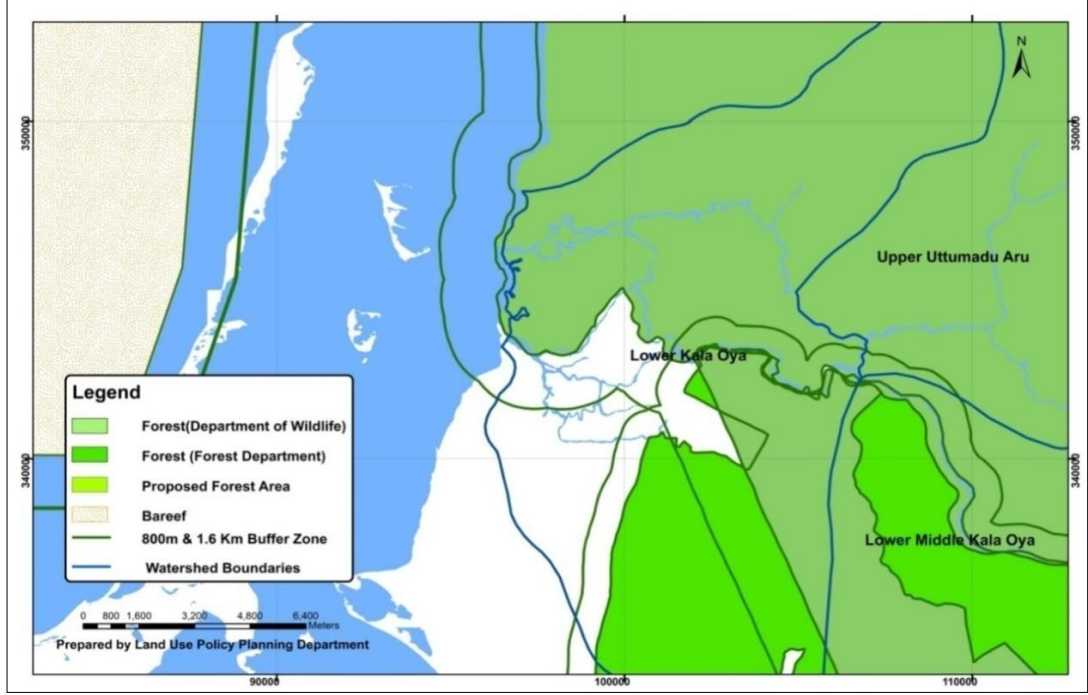 N
350000
350000
Upper Uttumadu Aru
Lower Kala Oya
Legend
Forest(Department of Wildlife)
Forest (Forest Department)
Proposed Forest Area
Bareef
800m & 1.6 Km Buffer Zone
Watershed Boundaries
340000
340000
Lower Middle Kala Oya
0 800 1,600 3,200 4,800 6,400
Meters
Prepared by Land Use Policy Planning Department
90000 100000 110000